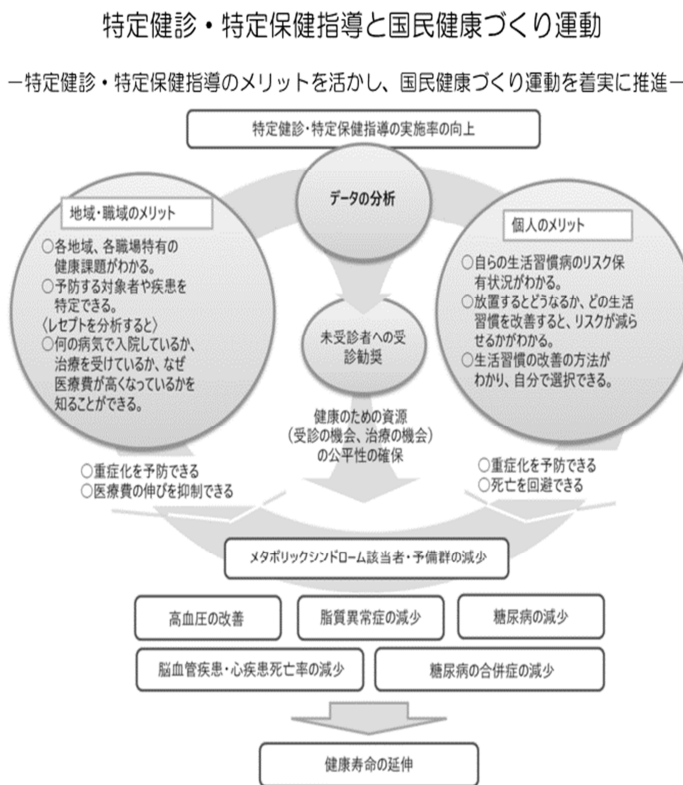 特定健診・特定保健指導と国民健康づくり運動
―特定健診・特定保健指導のメリットを活かし、国民健康づくり運動を着実に推進―
特定健診・特定保健指導の実施率の向上
データの分析
地域・職域のメリット
○各地域、各職場特有の
健康課題がわかる。
○予防する対象者や疾患を
特定できる。
〈レセプトを分析すると〉
○何の病気で入院しているか、
治療を受けているか、なぜ
医療費が高くなっているかを
知ることができる。
個人のメリット
○自らの生活習慣病のリスク保
有状況がわかる。
○放置するとどうなるか、どの生活
習慣を改善すると、リスクが減ら
せるかがわかる。
○生活習慣の改善の方法が
わかり、自分で選択できる。
未受診者への受
診勧奨
健康のための資源
(受診の機会、治療の機会)
の公平性の確保
○重症化を予防できる
○医療費の伸びを抑制できる
○重症化を予防できる
○死亡を回避できる
メタボリックシンドローム該当者・予備群の減少
高血圧の改善
脂質異常症の減少
糖尿病の減少
脳血管疾患・心疾患死亡率の減少
糖尿病の合併症の減少
健康寿命の延伸